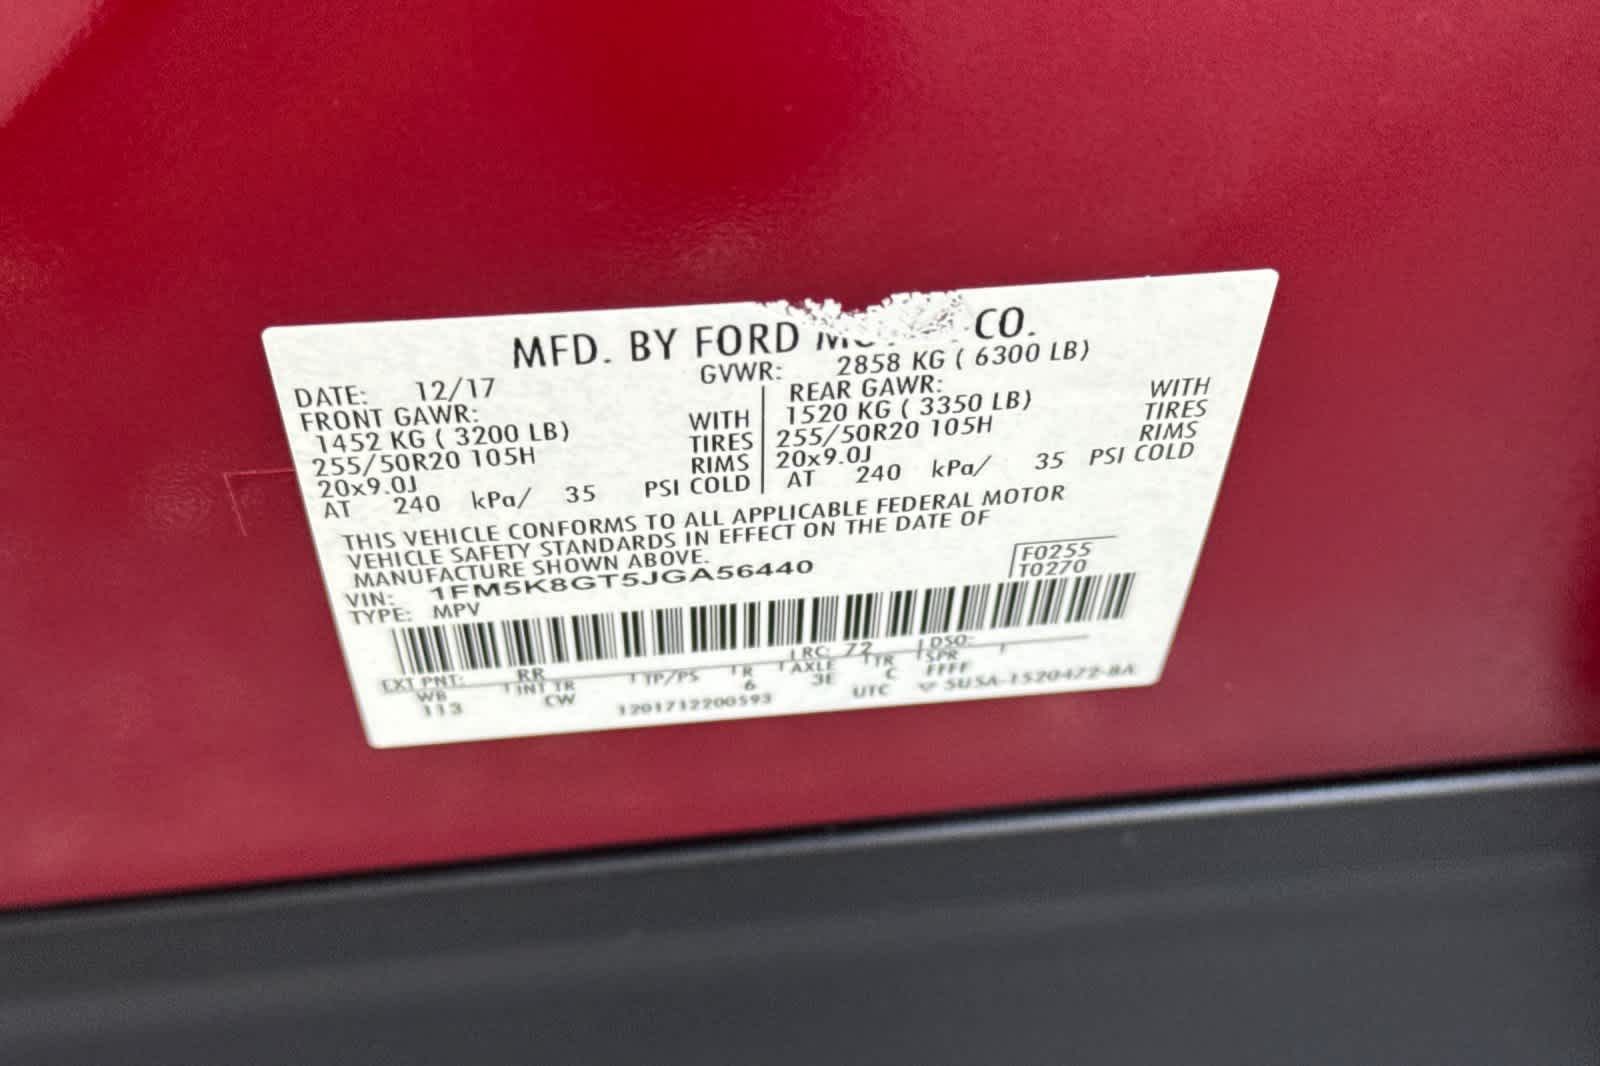 MFD. BY FORD CO.
DATE: 12/17 GVWR: 2858 KG ( 6300 LB)
FRONT GAWR: REAR GAWR:
1452 KG ( 3200 LB) WITH 1520 KG ( 3350 LB) WITH
255/50R20 105H TIRES 255/50R20 105H TIRES
20x9.0J RIMS 20x9.0J RIMS
AT 240 kPa/ 35 PSI COLD AT 240 kPa/ 35 PSI COLD
THIS VEHICLE CONFORMS TO ALL APPLICABLE FEDERAL MOTOR
VEHICLE SAFETY STANDARDS IN EFFECT ON THE DATE OF
MANUFACTURE SHOWN ABOVE.
VIN: 1FM5K8GT5JGA56440 F0255
TYPE: MPV T0270
EXT PNT: RR RC: 72 DSO:
WB INT TR TP/PS R AXLE TR SPR
113 CW 6 3E C FFFF
1201712200593 UTC 5USA-1520472-BA